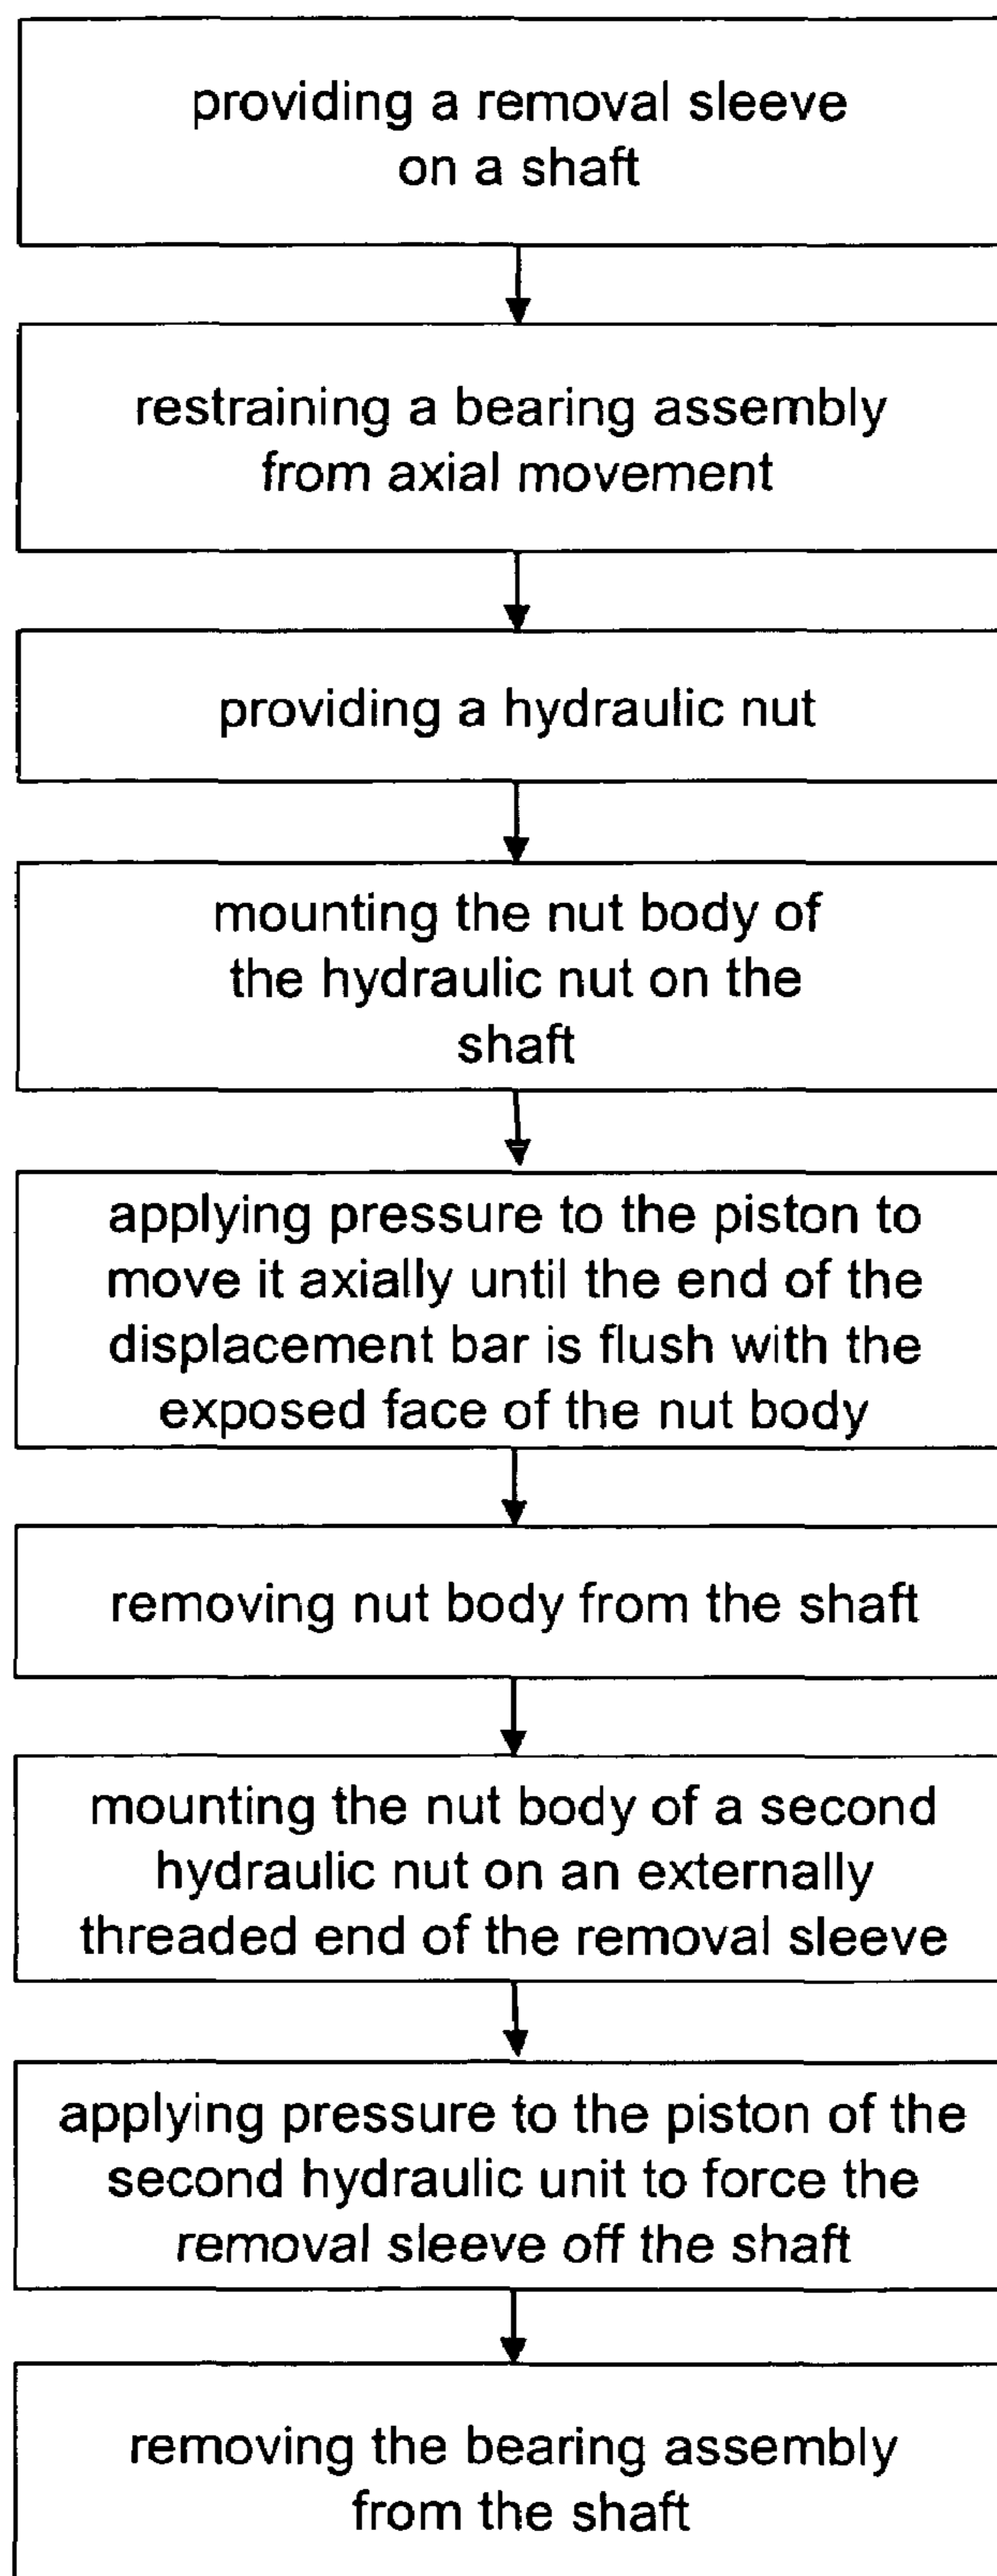 providing a removal sleeve
on a shaft
restraining a bearing assembly
from axial movement
providing a hydraulic nut
mounting the nut body of
the hydraulic nut on the
shaft
applying pressure to the piston to
move it axially until the end of the
displacement bar is flush with the
exposed face of the nut body
removing nut body from the shaft
mounting the nut body of a second
hydraulic nut on an externally
threaded end of the removal sleeve
applying pressure to the piston of the
second hydraulic unit to force the
removal sleeve off the shaft
removing the bearing assembly
from the shaft